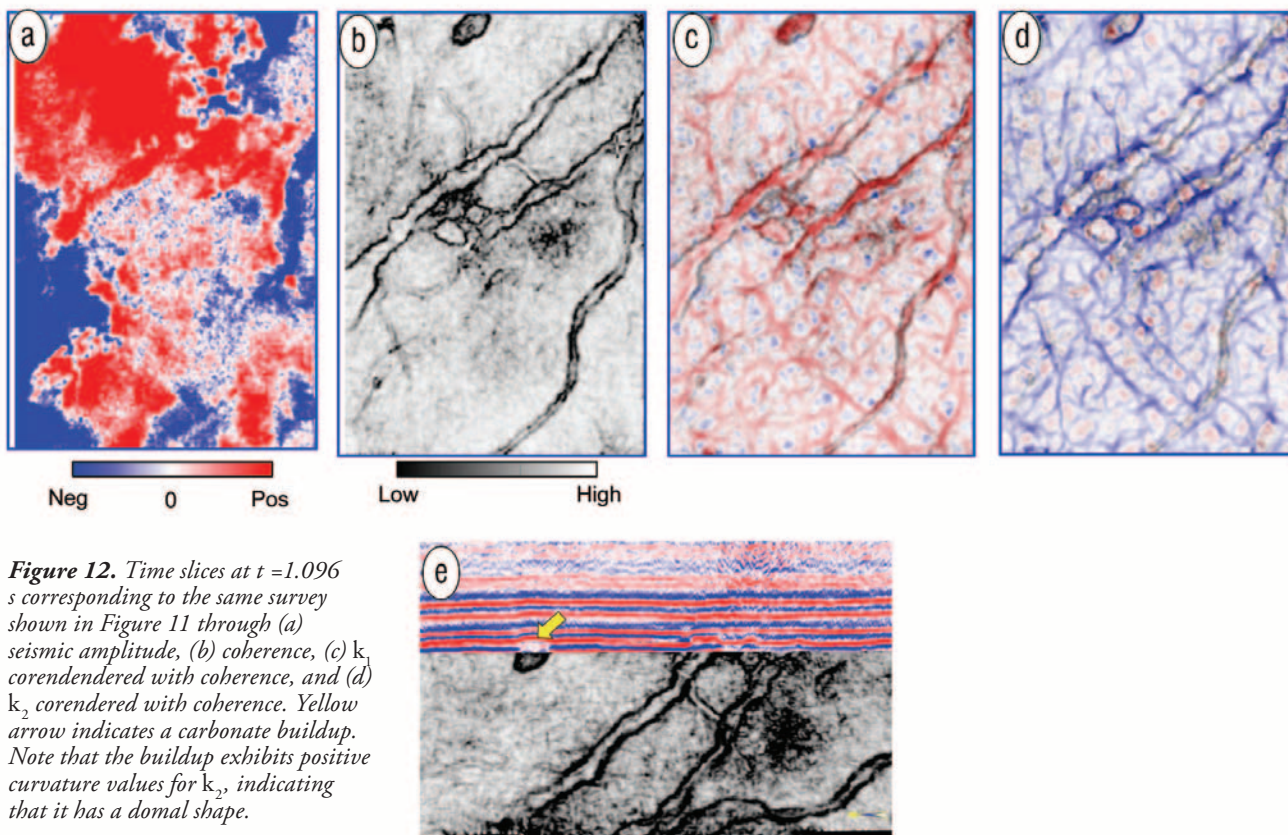 a
b
c
d
Neg 0 Pos
Low High
Figure 12. Time slices at t =1.096
s corresponding to the same survey
shown in Figure 11 through (a)
seismic amplitude, (b) coherence, (c) k₁
corendendered with coherence, and (d)
k₂ corendered with coherence. Yellow
arrow indicates a carbonate buildup.
Note that the buildup exhibits positive
curvature values for k₂, indicating
that it has a domal shape.
e